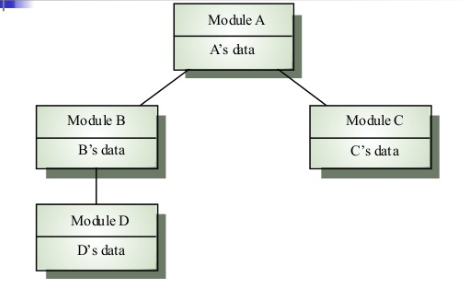 Module A
A's data
Module B
B's data
Module C
C's data
Module D
D's data